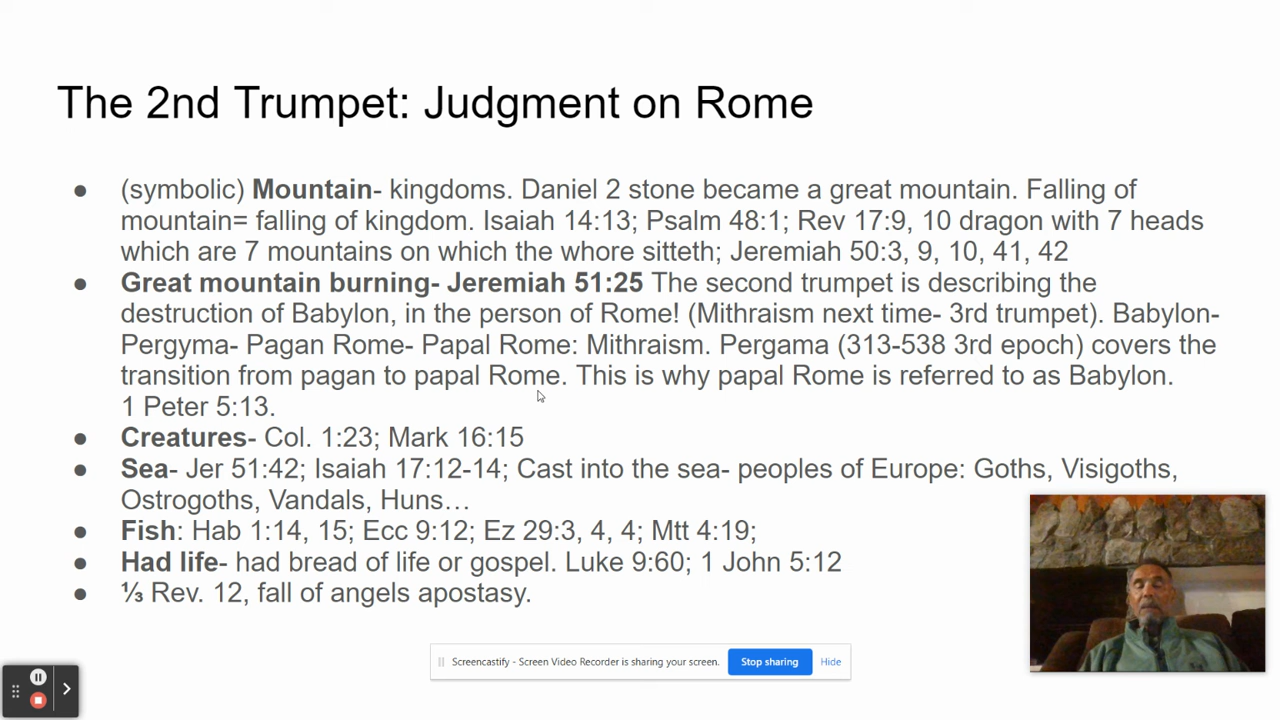 The 2nd Trumpet: Judgment on Rome
● (symbolic) Mountain- kingdoms. Daniel 2 stone became a great mountain. Falling of
mountain= falling of kingdom. Isaiah 14:13; Psalm 48:1; Rev 17:9, 10 dragon with 7 heads
which are 7 mountains on which the whore sitteth; Jeremiah 50:3, 9, 10, 41, 42
● Great mountain burning- Jeremiah 51:25 The second trumpet is describing the
destruction of Babylon, in the person of Rome! (Mithraism next time- 3rd trumpet). Babylon-
Pergyma- Pagan Rome- Papal Rome: Mithraism. Pergama (313-538 3rd epoch) covers the
transition from pagan to papal Rome. This is why papal Rome is referred to as Babylon.
1 Peter 5:13.
● Creatures- Col. 1:23; Mark 16:15
● Sea- Jer 51:42; Isaiah 17:12-14; Cast into the sea- peoples of Europe: Goths, Visigoths,
Ostrogoths, Vandals, Huns…
● Fish: Hab 1:14, 15; Ecc 9:12; Ez 29:3, 4, 4; Mtt 4:19;
● Had life- had bread of life or gospel. Luke 9:60; 1 John 5:12
● ⅓ Rev. 12, fall of angels apostasy.
Screencastify - Screen Video Recorder is sharing your screen. Stop sharing Hide